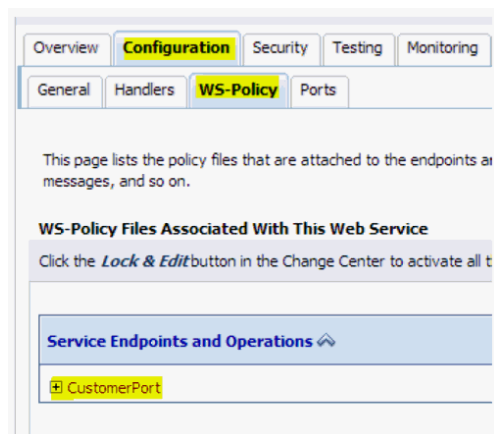 Overview Configuration Security Testing Monitoring
General Handlers WS-Policy Ports
This page lists the policy files that are attached to the endpoints
messages, and so on.
WS-Policy Files Associated With This Web Service
Click the Lock & Edit button in the Change Center to activate all
Service Endpoints and Operations
CustomerPort